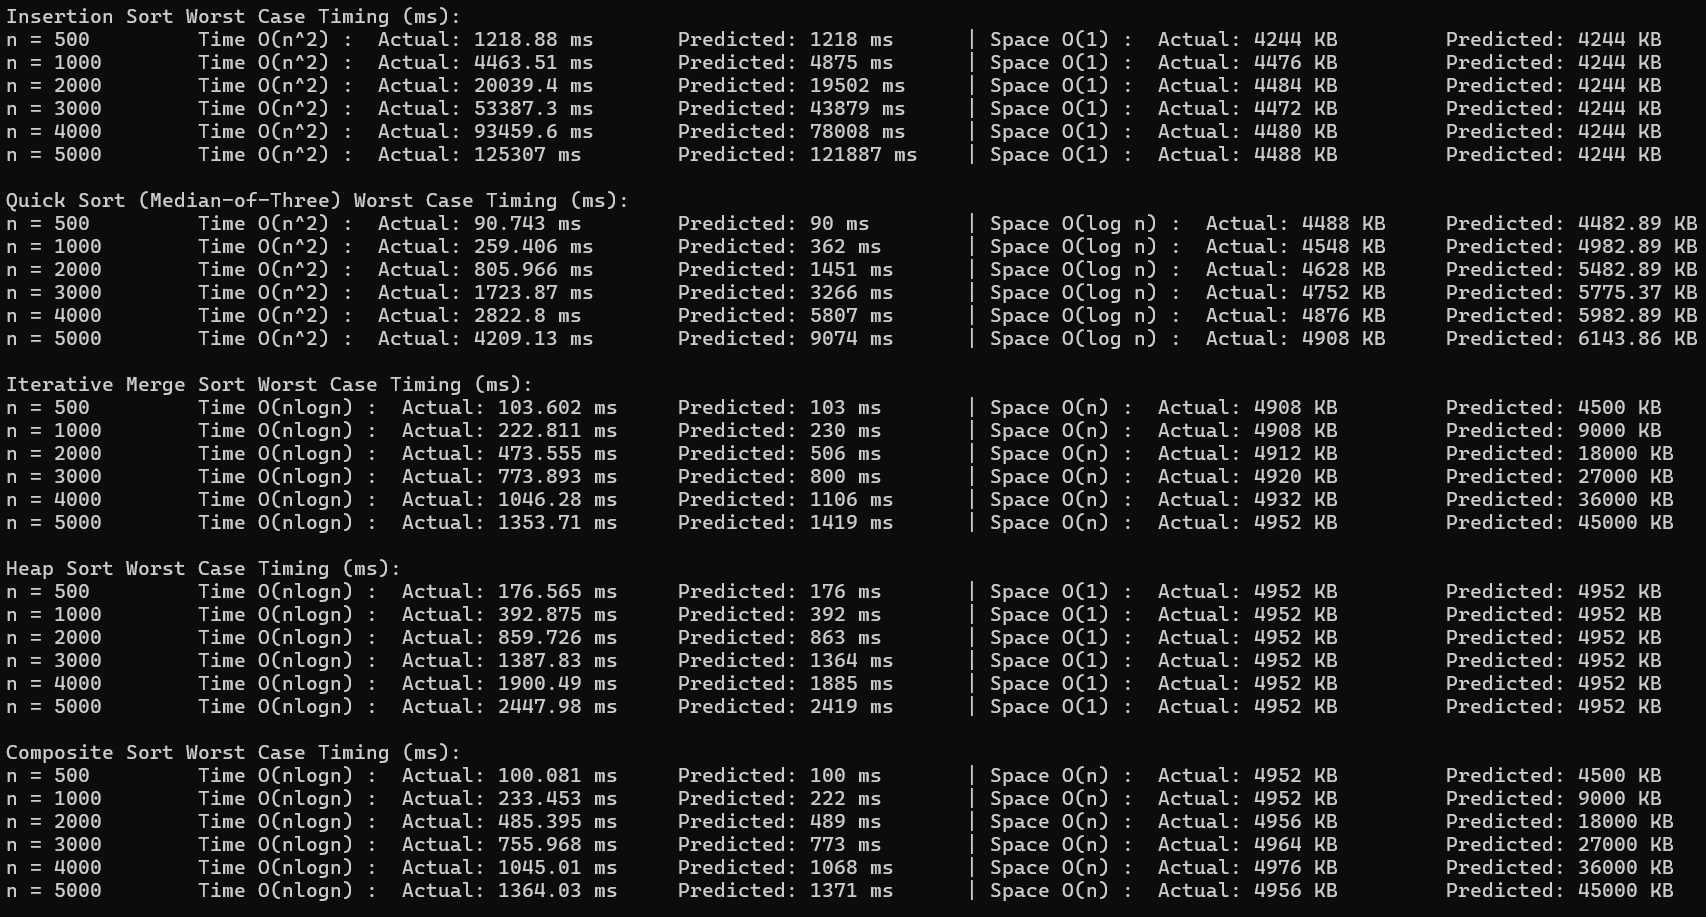 Insertion Sort Worst Case Timing (ms):
n = 500         Time O(n^2) :  Actual: 1218.88 ms       Predicted: 1218 ms      | Space O(1) :  Actual: 4244 KB         Predicted: 4244 KB
n = 1000        Time O(n^2) :  Actual: 4463.51 ms       Predicted: 4875 ms      | Space O(1) :  Actual: 4476 KB         Predicted: 4244 KB
n = 2000        Time O(n^2) :  Actual: 20039.4 ms       Predicted: 19502 ms     | Space O(1) :  Actual: 4484 KB         Predicted: 4244 KB
n = 3000        Time O(n^2) :  Actual: 53387.3 ms       Predicted: 43879 ms     | Space O(1) :  Actual: 4472 KB         Predicted: 4244 KB
n = 4000        Time O(n^2) :  Actual: 93459.6 ms       Predicted: 78008 ms     | Space O(1) :  Actual: 4480 KB         Predicted: 4244 KB
n = 5000        Time O(n^2) :  Actual: 125307 ms        Predicted: 121887 ms    | Space O(1) :  Actual: 4488 KB         Predicted: 4244 KB

Quick Sort (Median-of-Three) Worst Case Timing (ms):
n = 500         Time O(n^2) :  Actual: 90.743 ms        Predicted: 90 ms        | Space O(log n) :  Actual: 4488 KB     Predicted: 4482.89 KB
n = 1000        Time O(n^2) :  Actual: 259.406 ms       Predicted: 362 ms       | Space O(log n) :  Actual: 4548 KB     Predicted: 4982.89 KB
n = 2000        Time O(n^2) :  Actual: 805.966 ms       Predicted: 1451 ms      | Space O(log n) :  Actual: 4628 KB     Predicted: 5482.89 KB
n = 3000        Time O(n^2) :  Actual: 1723.87 ms       Predicted: 3266 ms      | Space O(log n) :  Actual: 4752 KB     Predicted: 5775.37 KB
n = 4000        Time O(n^2) :  Actual: 2822.8 ms        Predicted: 5807 ms      | Space O(log n) :  Actual: 4876 KB     Predicted: 5982.89 KB
n = 5000        Time O(n^2) :  Actual: 4209.13 ms       Predicted: 9074 ms      | Space O(log n) :  Actual: 4908 KB     Predicted: 6143.86 KB

Iterative Merge Sort Worst Case Timing (ms):
n = 500         Time O(nlogn) :  Actual: 103.602 ms     Predicted: 103 ms       | Space O(n) :  Actual: 4908 KB         Predicted: 4500 KB
n = 1000        Time O(nlogn) :  Actual: 222.811 ms     Predicted: 230 ms       | Space O(n) :  Actual: 4908 KB         Predicted: 9000 KB
n = 2000        Time O(nlogn) :  Actual: 473.555 ms     Predicted: 506 ms       | Space O(n) :  Actual: 4912 KB         Predicted: 18000 KB
n = 3000        Time O(nlogn) :  Actual: 773.893 ms     Predicted: 800 ms       | Space O(n) :  Actual: 4920 KB         Predicted: 27000 KB
n = 4000        Time O(nlogn) :  Actual: 1046.28 ms     Predicted: 1106 ms      | Space O(n) :  Actual: 4932 KB         Predicted: 36000 KB
n = 5000        Time O(nlogn) :  Actual: 1353.71 ms     Predicted: 1419 ms      | Space O(n) :  Actual: 4952 KB         Predicted: 45000 KB

Heap Sort Worst Case Timing (ms):
n = 500         Time O(nlogn) :  Actual: 176.565 ms     Predicted: 176 ms       | Space O(1) :  Actual: 4952 KB         Predicted: 4952 KB
n = 1000        Time O(nlogn) :  Actual: 392.875 ms     Predicted: 392 ms       | Space O(1) :  Actual: 4952 KB         Predicted: 4952 KB
n = 2000        Time O(nlogn) :  Actual: 859.726 ms     Predicted: 863 ms       | Space O(1) :  Actual: 4952 KB         Predicted: 4952 KB
n = 3000        Time O(nlogn) :  Actual: 1387.83 ms     Predicted: 1364 ms      | Space O(1) :  Actual: 4952 KB         Predicted: 4952 KB
n = 4000        Time O(nlogn) :  Actual: 1900.49 ms     Predicted: 1885 ms      | Space O(1) :  Actual: 4952 KB         Predicted: 4952 KB
n = 5000        Time O(nlogn) :  Actual: 2447.98 ms     Predicted: 2419 ms      | Space O(1) :  Actual: 4952 KB         Predicted: 4952 KB

Composite Sort Worst Case Timing (ms):
n = 500         Time O(nlogn) :  Actual: 100.081 ms     Predicted: 100 ms       | Space O(n) :  Actual: 4952 KB         Predicted: 4500 KB
n = 1000        Time O(nlogn) :  Actual: 233.453 ms     Predicted: 222 ms       | Space O(n) :  Actual: 4952 KB         Predicted: 9000 KB
n = 2000        Time O(nlogn) :  Actual: 485.395 ms     Predicted: 489 ms       | Space O(n) :  Actual: 4956 KB         Predicted: 18000 KB
n = 3000        Time O(nlogn) :  Actual: 755.968 ms     Predicted: 773 ms       | Space O(n) :  Actual: 4964 KB         Predicted: 27000 KB
n = 4000        Time O(nlogn) :  Actual: 1045.01 ms     Predicted: 1068 ms      | Space O(n) :  Actual: 4976 KB         Predicted: 36000 KB
n = 5000        Time O(nlogn) :  Actual: 1364.03 ms     Predicted: 1371 ms      | Space O(n) :  Actual: 4956 KB         Predicted: 45000 KB